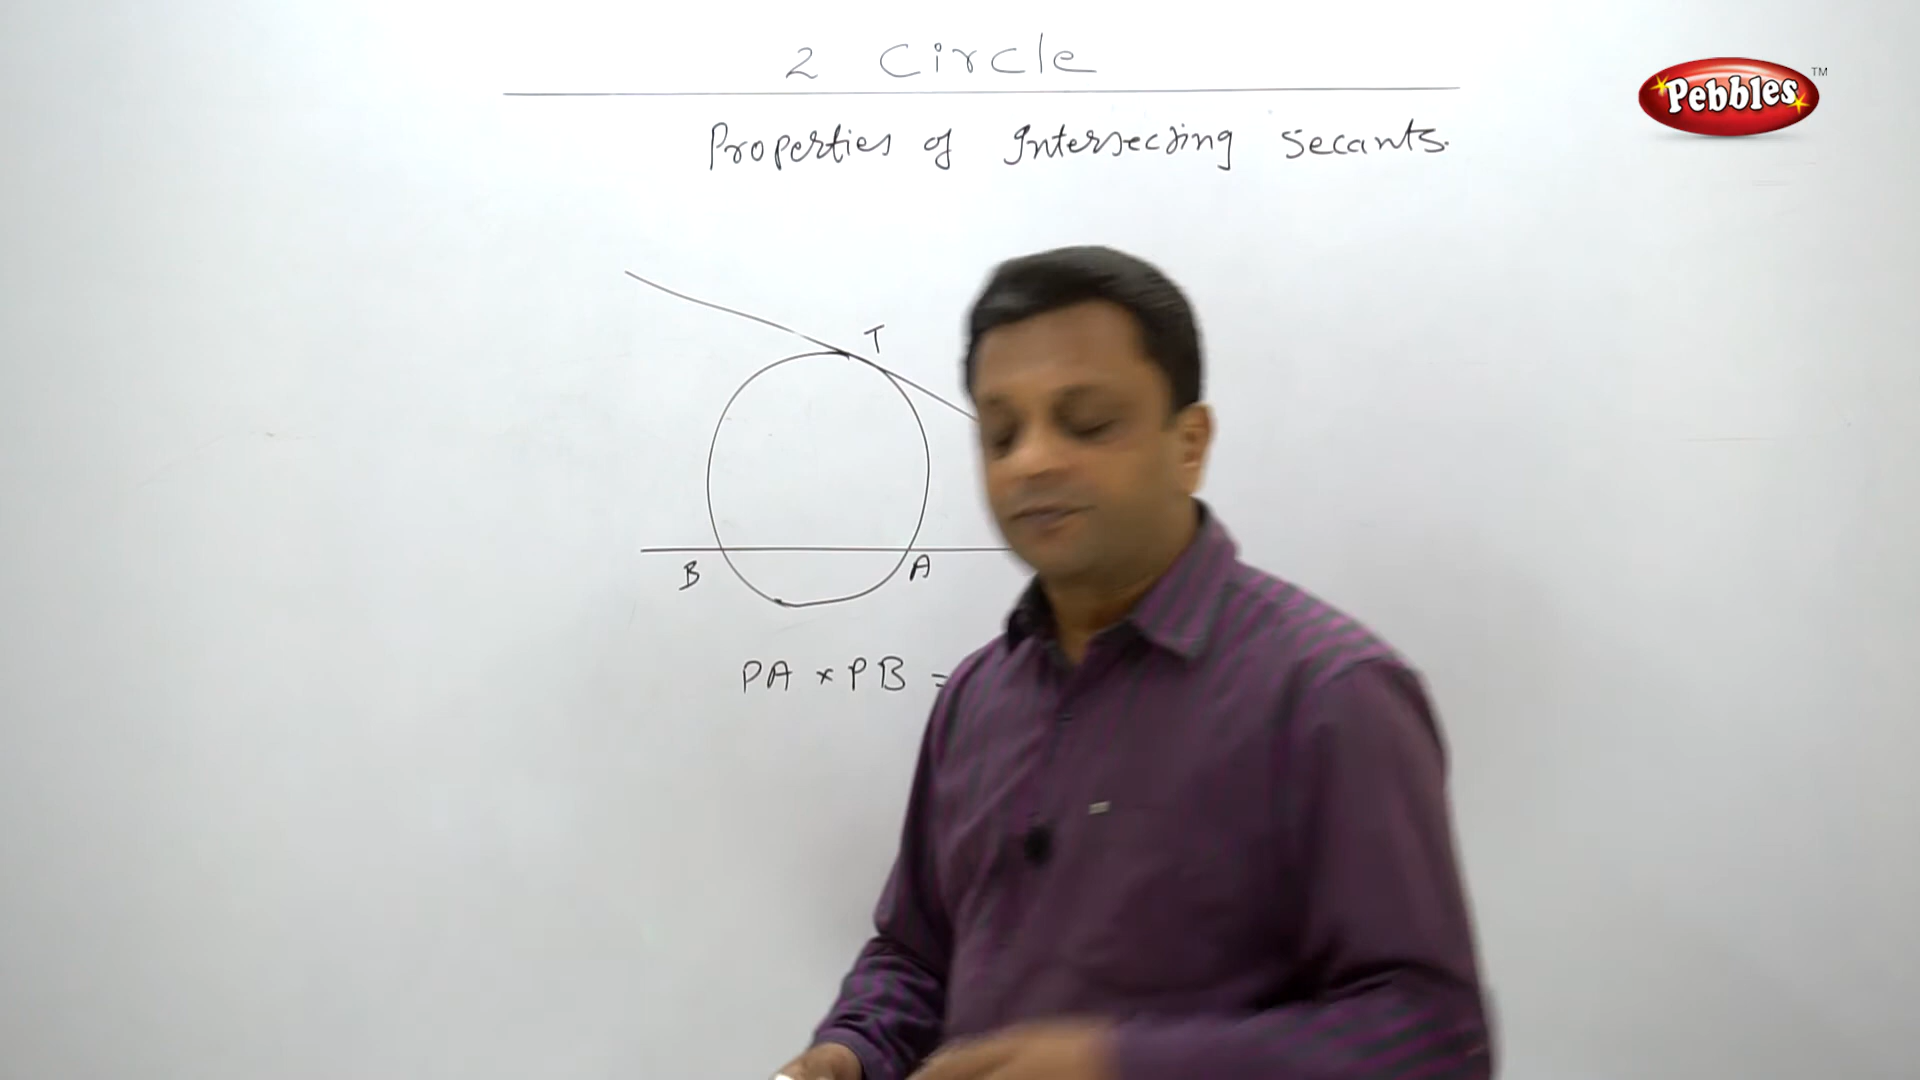 2 Circle
Pebbles TM
Properties of Intersecting secants.
T
B
A
PA × PB =